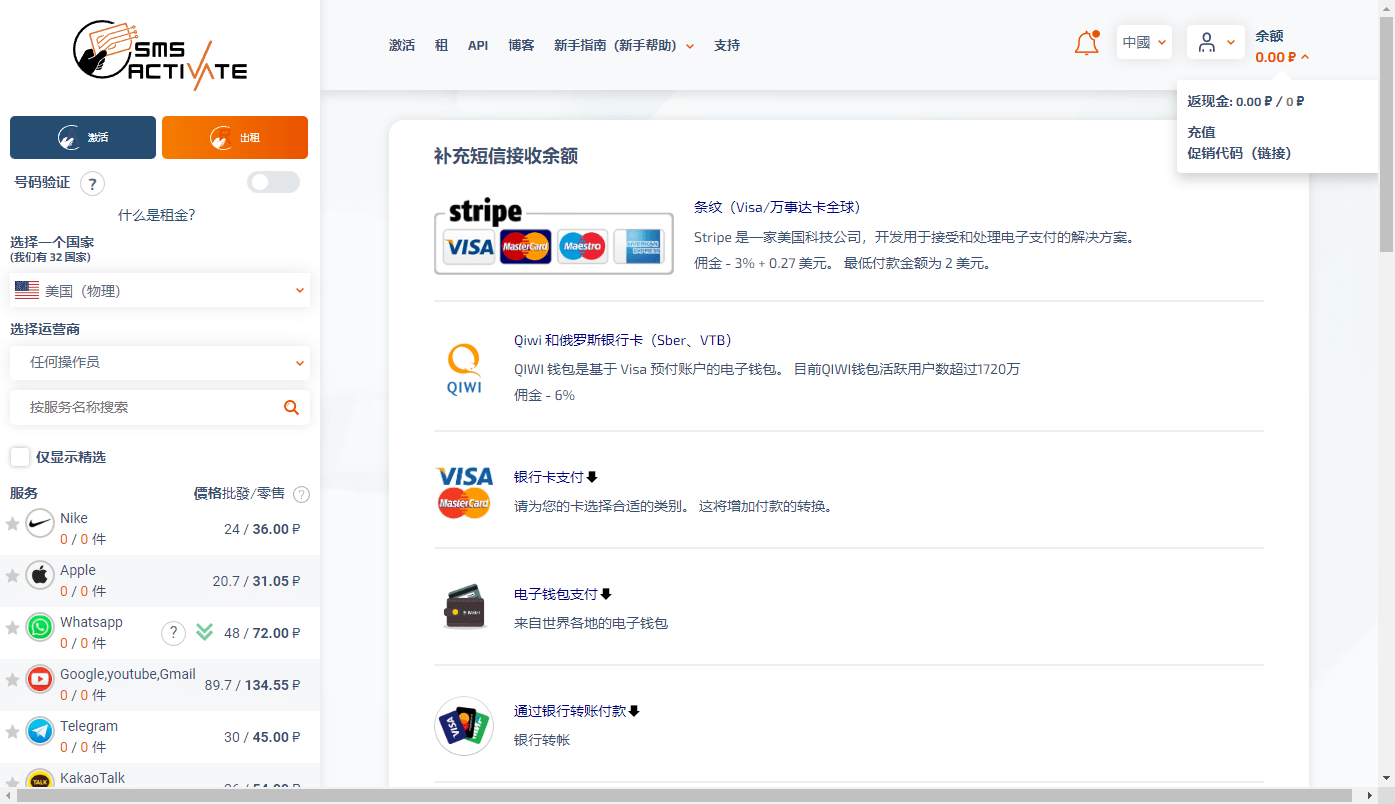 SMS
ACTIVATE
激活
租
API
博客
新手指南（新手帮助）
支持
中國
余额
0.00 ₽
返现金: 0.00 ₽ / 0 ₽
充值
促销代码（链接）
激活
出租
号码验证
?
什么是租金?
选择一个国家
(我们有 32 国家)
美国（物理）
选择运营商
任何操作员
按服务名称搜索
仅显示精选
服务
價格批發/零售 ?
Nike
0 / 0 件
24 / 36.00 ₽
Apple
0 / 0 件
20.7 / 31.05 ₽
Whatsapp
0 / 0 件
?
48 / 72.00 ₽
Google,youtube,Gmail
0 / 0 件
89.7 / 134.55 ₽
Telegram
0 / 0 件
30 / 45.00 ₽
TALK
KakaoTalk
补充短信接收余额
stripe
VISA
MasterCard
Maestro
AMERICAN EXPRESS
条纹（Visa/万事达卡全球）
Stripe 是一家美国科技公司，开发用于接受和处理电子支付的解决方案。
佣金 - 3% + 0.27 美元。 最低付款金额为 2 美元。
QIWI
Qiwi 和俄罗斯银行卡（Sber、VTB）
QIWI 钱包是基于 Visa 预付账户的电子钱包。 目前QIWI钱包活跃用户数超过1720万
佣金 - 6%
VISA
MasterCard
银行卡支付🡇
请为您的卡选择合适的类别。 这将增加付款的转换。
电子钱包支付🡇
来自世界各地的电子钱包
VISA
МИР
通过银行转账付款🡇
银行转帐